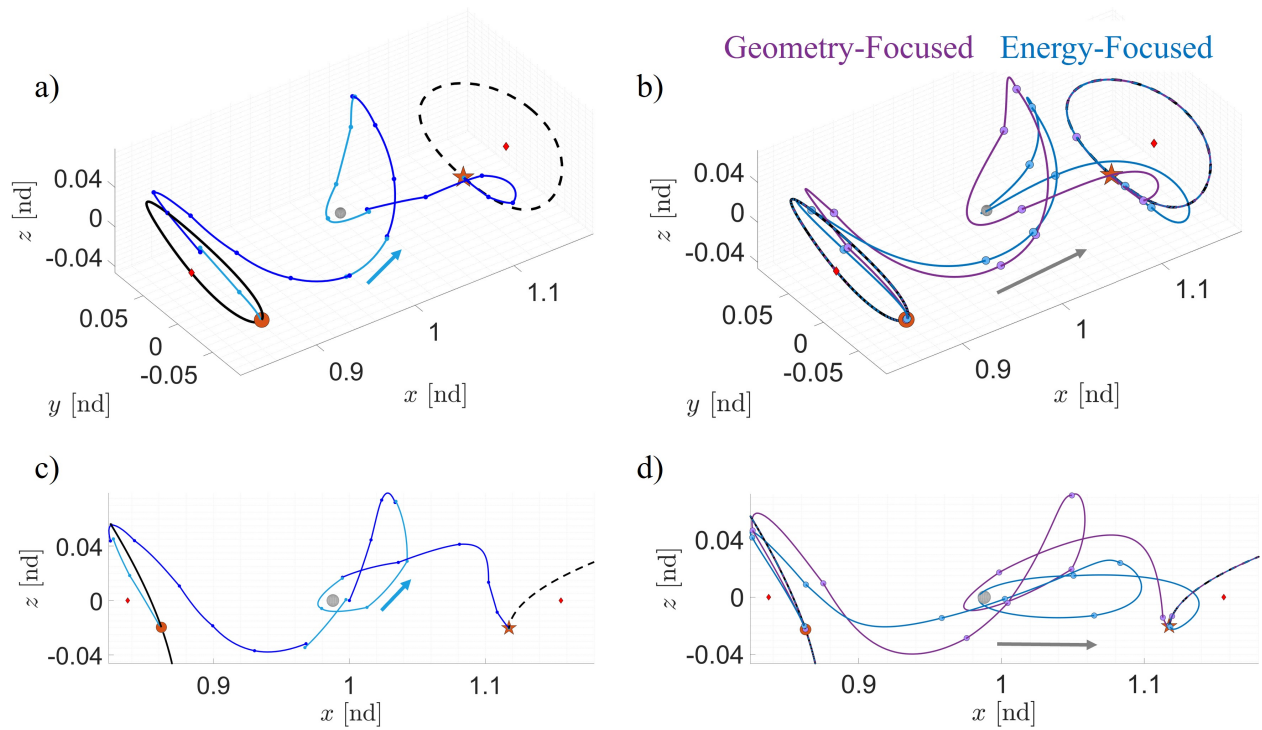 Geometry-Focused Energy-Focused
a)
b)
0.04
0
-0.04
z [nd]
0.05
0
-0.05
y [nd]
0.9
1
1.1
x [nd]
0.04
0
-0.04
z [nd]
0.05
0
-0.05
y [nd]
0.9
1
1.1
x [nd]
c)
d)
0.04
0
-0.04
z [nd]
0.9
1
1.1
x [nd]
0.04
0
-0.04
z [nd]
0.9
1
1.1
x [nd]